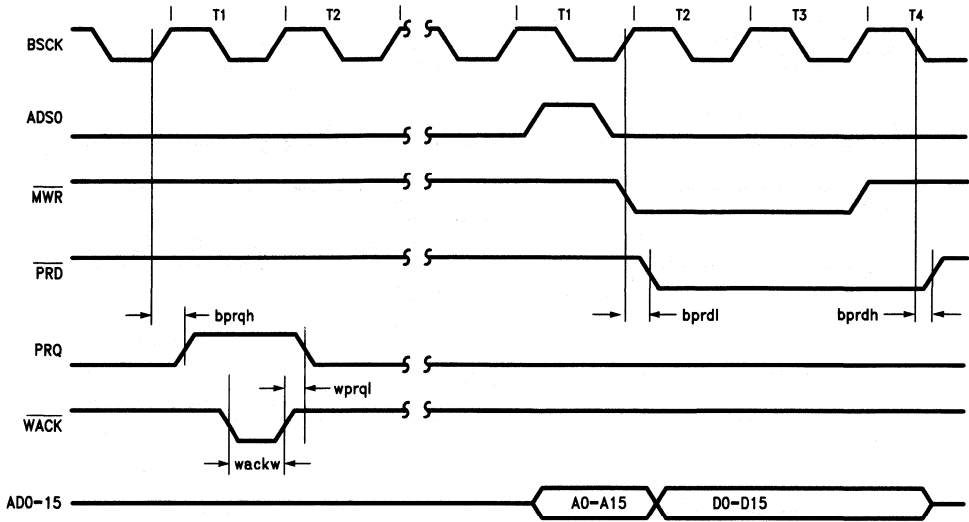 T1 T2 T1 T2 T3 T4
BSCK
ADS0
MWR
PRD
bprqh bprdl bprdh
PRQ
wprql
WACK
wackw
AD0-15 A0-A15 D0-D15